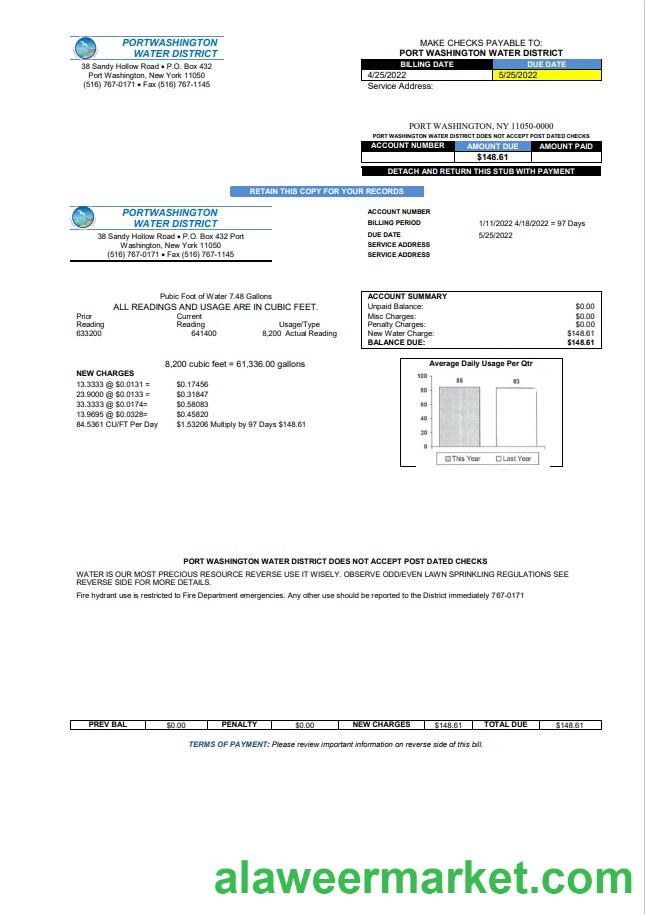 PORTWASHINGTON
WATER DISTRICT
38 Sandy Hollow Road • P.O. Box 432
Port Washington, New York 11050
(516) 767-0171 • Fax (516) 767-1145
MAKE CHECKS PAYABLE TO:
PORT WASHINGTON WATER DISTRICT
BILLING DATE DUE DATE
4/25/2022 5/25/2022
Service Address:
PORT WASHINGTON, NY 11050-0000
PORT WASHINGTON WATER DISTRICT DOES NOT ACCEPT POST DATED CHECKS
ACCOUNT NUMBER AMOUNT DUE AMOUNT PAID
$148.61
DETACH AND RETURN THIS STUB WITH PAYMENT
RETAIN THIS COPY FOR YOUR RECORDS
PORTWASHINGTON
WATER DISTRICT
38 Sandy Hollow Road • P.O. Box 432 Port
Washington, New York 11050
(516) 767-0171 • Fax (516) 767-1145
ACCOUNT NUMBER
BILLING PERIOD 1/11/2022 4/18/2022 = 97 Days
DUE DATE 5/25/2022
SERVICE ADDRESS
SERVICE ADDRESS
Pubic Foot of Water 7.48 Gallons
ALL READINGS AND USAGE ARE IN CUBIC FEET.
Prior Current
Reading Reading Usage/Type
633200 641400 8,200 Actual Reading
ACCOUNT SUMMARY
Unpaid Balance: $0.00
Misc Charges: $0.00
Penalty Charges: $0.00
New Water Charge: $148.61
BALANCE DUE: $148.61
8,200 cubic feet = 61,336.00 gallons
NEW CHARGES
13.3333 @ $0.0131 = $0.17456
23.9000 @ $0.0133 = $0.31847
33.3333 @ $0.0174= $0.58083
13.9695 @ $0.0328= $0.45820
84.5361 CU/FT Per Day $1.53206 Multiply by 97 Days $148.61
Average Daily Usage Per Qtr
100
80
60
40
20
0
85 83
This Year Last Year
PORT WASHINGTON WATER DISTRICT DOES NOT ACCEPT POST DATED CHECKS
WATER IS OUR MOST PRECIOUS RESOURCE REVERSE USE IT WISELY. OBSERVE ODD/EVEN LAWN SPRINKLING REGULATIONS SEE
REVERSE SIDE FOR MORE DETAILS.
Fire hydrant use is restricted to Fire Department emergencies. Any other use should be reported to the District immediately 767-0171
PREV BAL $0.00 PENALTY $0.00 NEW CHARGES $148.61 TOTAL DUE $148.61
TERMS OF PAYMENT: Please review important information on reverse side of this bill.
alaweermarket.com